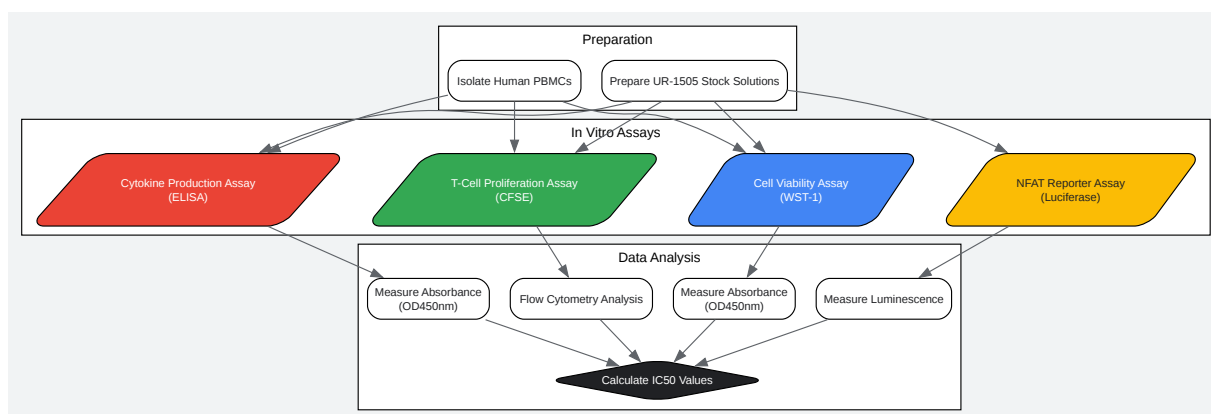 Preparation
Isolate Human PBMCs
Prepare UR-1505 Stock Solutions
In Vitro Assays
Cytokine Production Assay
(ELISA)
T-Cell Proliferation Assay
(CFSE)
Cell Viability Assay
(WST-1)
NFAT Reporter Assay
(Luciferase)
Data Analysis
Measure Absorbance
(OD450nm)
Flow Cytometry Analysis
Measure Absorbance
(OD450nm)
Measure Luminescence
Calculate IC50 Values